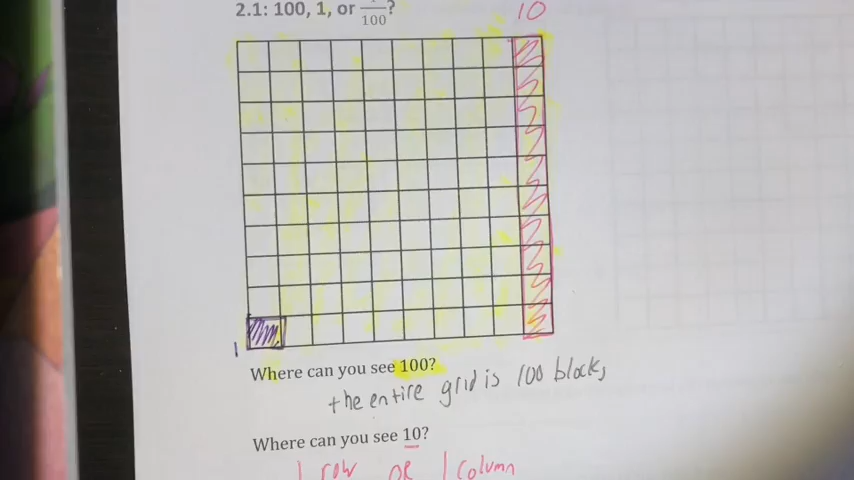 2.1: 100, 1, or /100?
10
1
Where can you see 100?
the entire grid is 100 blocks
Where can you see 10?
1 row OR 1 column